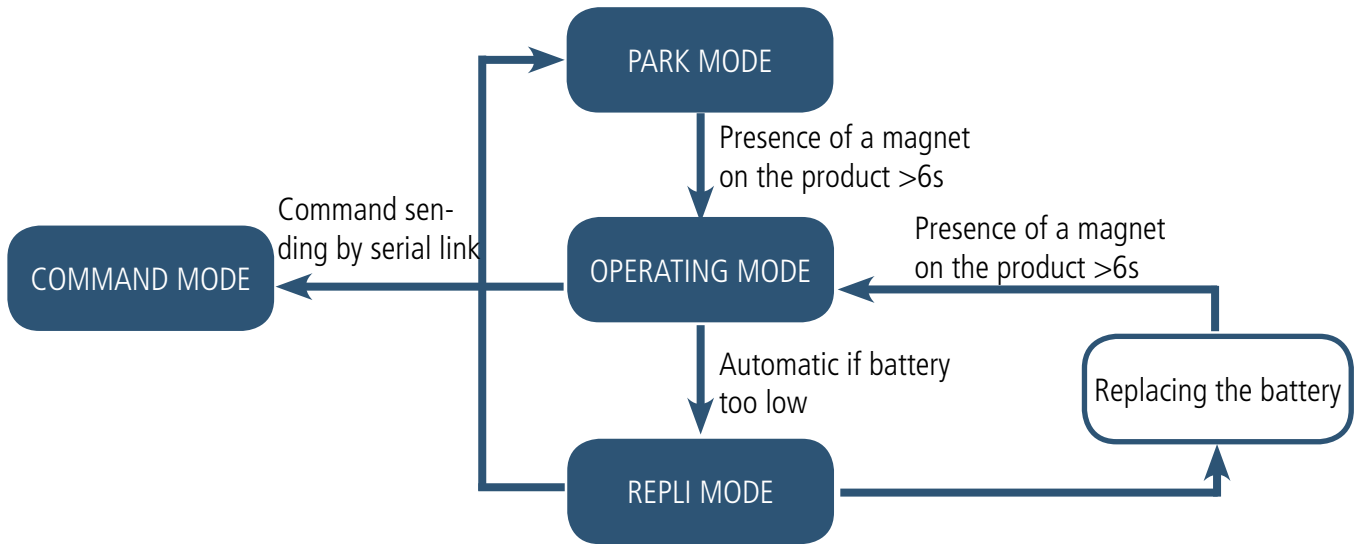 PARK MODE
Presence of a magnet
on the product >6s
Command sen-
ding by serial link
COMMAND MODE
OPERATING MODE
Presence of a magnet
on the product >6s
Automatic if battery
too low
Replacing the battery
REPLI MODE